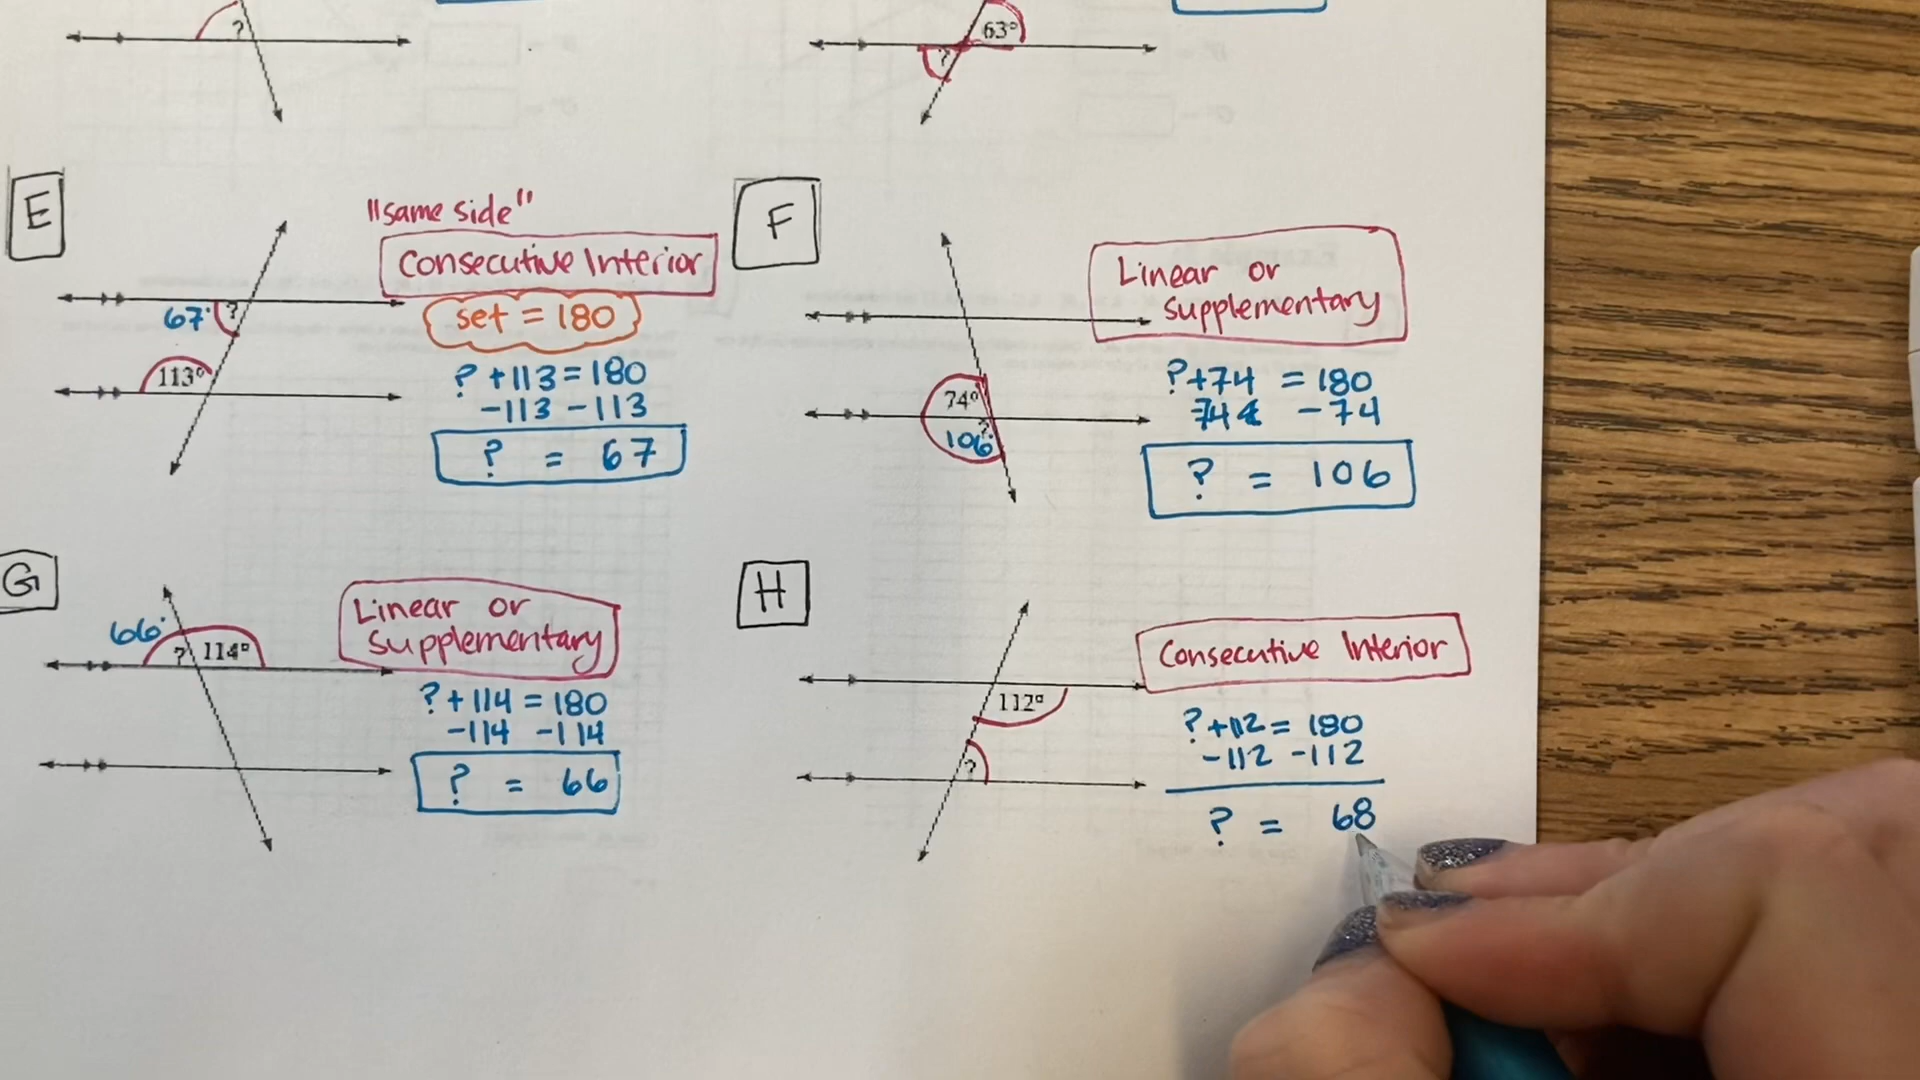 ?
63°
?
E
"same side"
Consecutive Interior
set = 180
67°
?
113°
? + 113 = 180
-113 -113
? = 67
F
Linear or
supplementary
74°
?
106°
? + 74 = 180
-74
? = 106
G
Linear or
supplementary
66°
?
114°
? + 114 = 180
-114 -114
? = 66
H
Consecutive Interior
112°
?
? + 112 = 180
-112 -112
? = 68